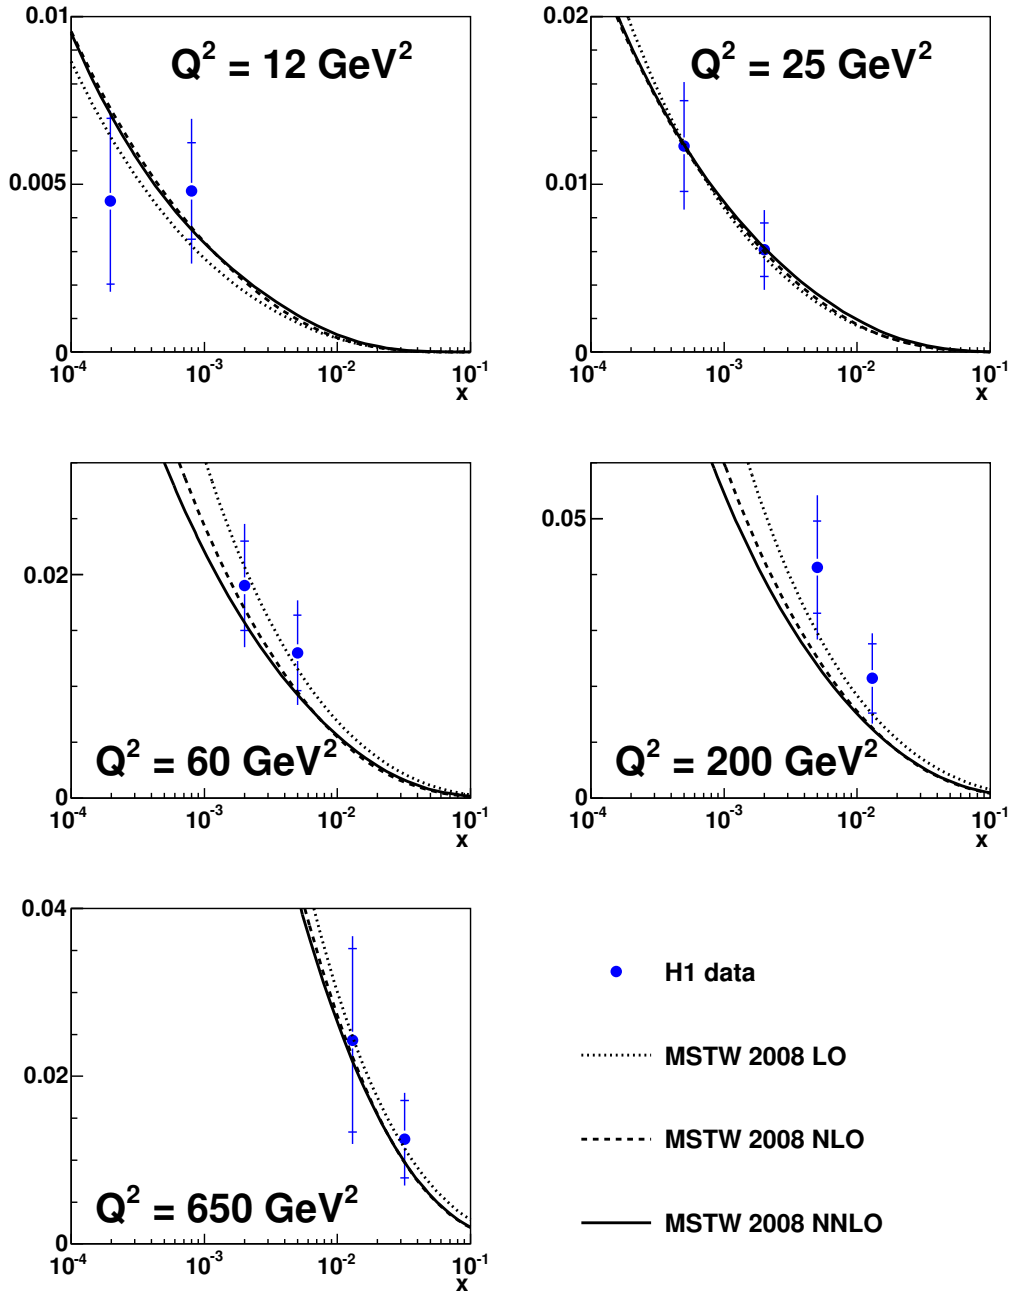 0.01
Q² = 12 GeV²
0.005
0
10⁻⁴ 10⁻³ 10⁻² 10⁻¹
x
0.02
Q² = 25 GeV²
0.01
0
10⁻⁴ 10⁻³ 10⁻² 10⁻¹
x
0.02
Q² = 60 GeV²
0
10⁻⁴ 10⁻³ 10⁻² 10⁻¹
x
0.05
Q² = 200 GeV²
0
10⁻⁴ 10⁻³ 10⁻² 10⁻¹
x
0.04
0.02
Q² = 650 GeV²
0
10⁻⁴ 10⁻³ 10⁻² 10⁻¹
x
H1 data
MSTW 2008 LO
MSTW 2008 NLO
MSTW 2008 NNLO